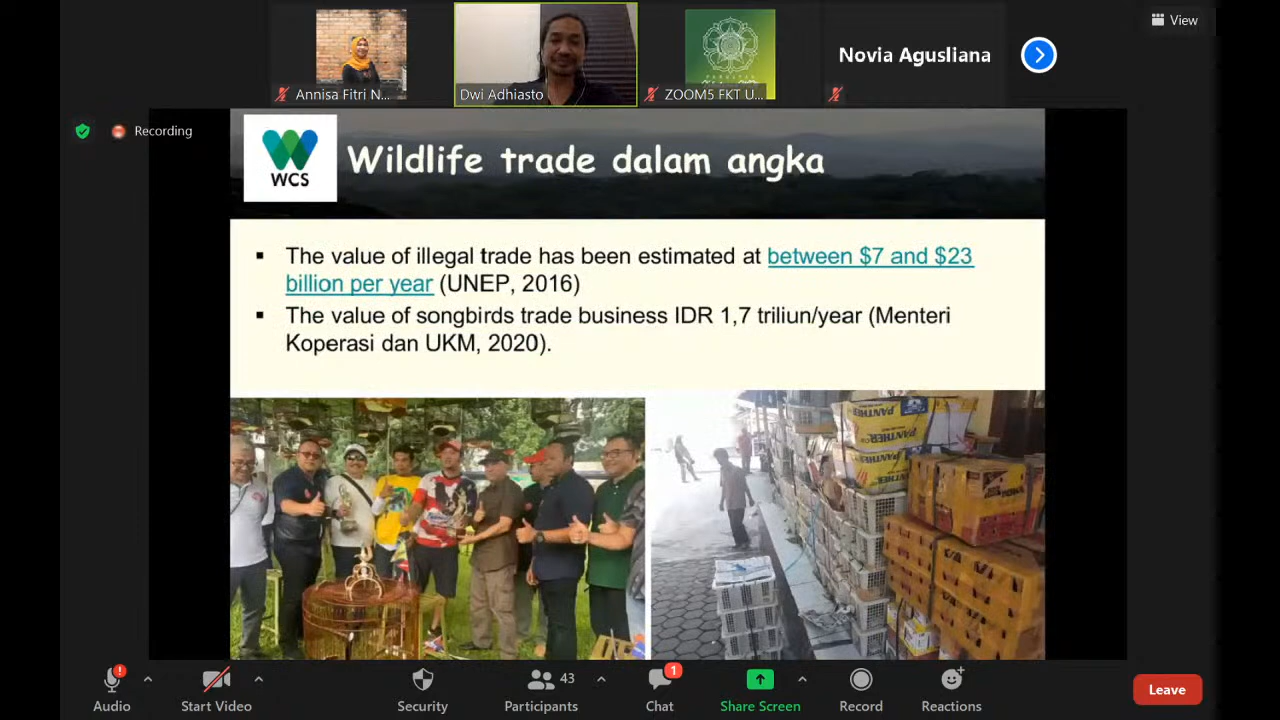 View
Annisa Fitri N...
Dwi Adhiasto
ZOOM5 FKT U...
Novia Agusliana
Recording
WCS
Wildlife trade dalam angka
▪ The value of illegal trade has been estimated at between $7 and $23
billion per year (UNEP, 2016)
▪ The value of songbirds trade business IDR 1,7 triliun/year (Menteri
Koperasi dan UKM, 2020).
PANTHER
PANTHER
Audio
Start Video
Security
Participants
43
Chat
1
Share Screen
Record
Reactions
Leave